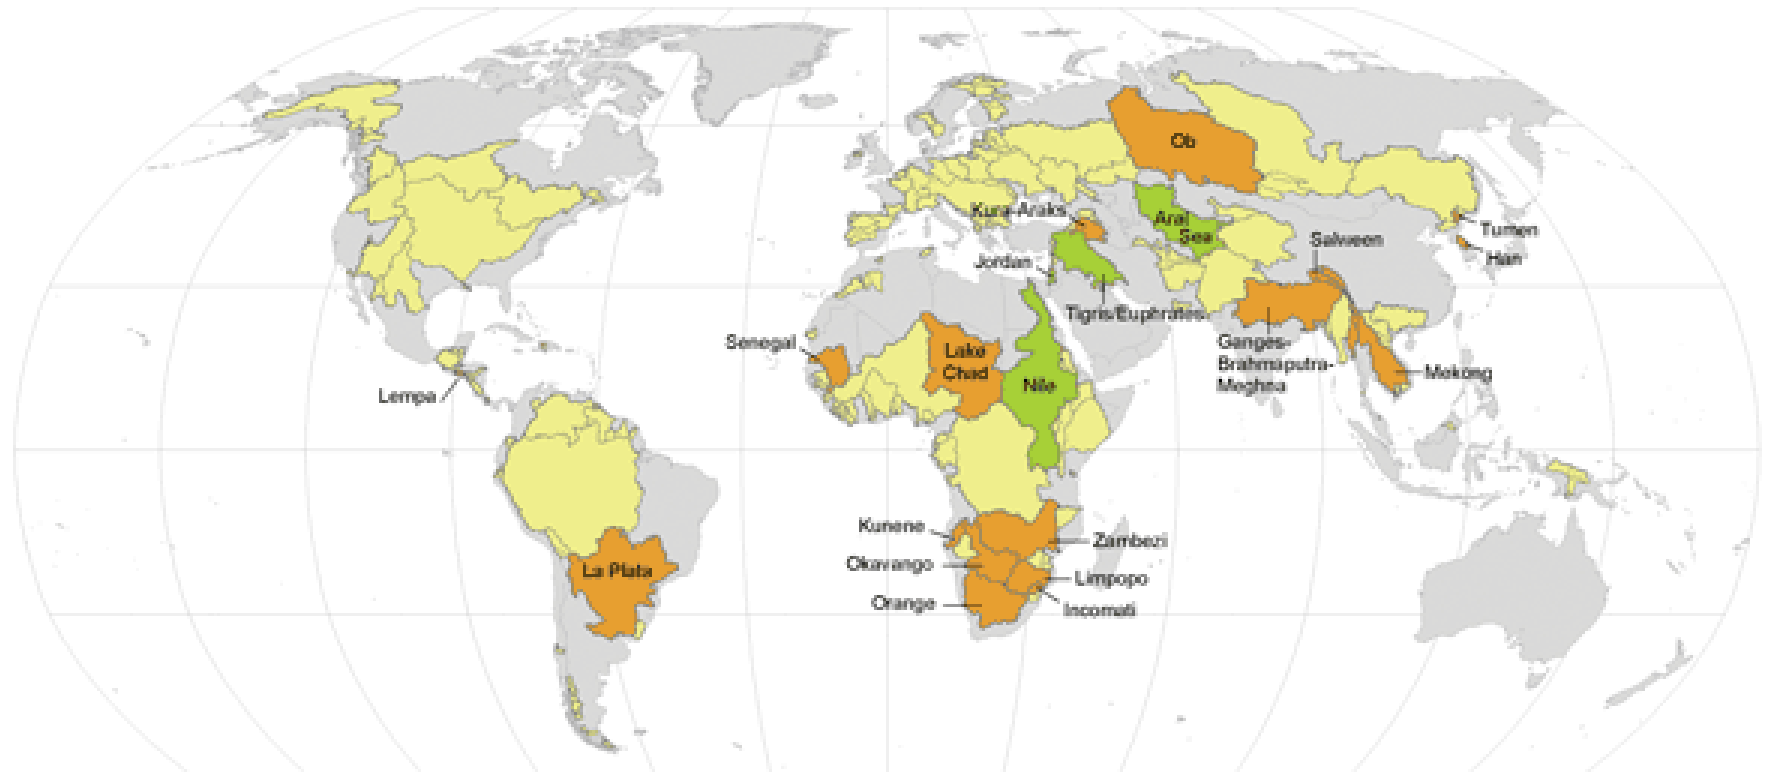 Ob
Kura-Araks
Aral
Sea
Tumen
Salween
Han
Jordan
Tigris/Euphrates
Senegal
Lake
Chad
Nile
Ganges-
Brahmaputra-
Meghna
Mekong
Lempa
Kunene
Zambezi
Okavango
La Plata
Limpopo
Orange
Incomati